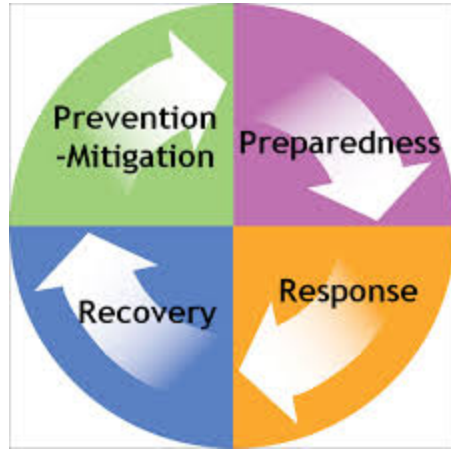 Prevention
-Mitigation
Preparedness
Response
Recovery